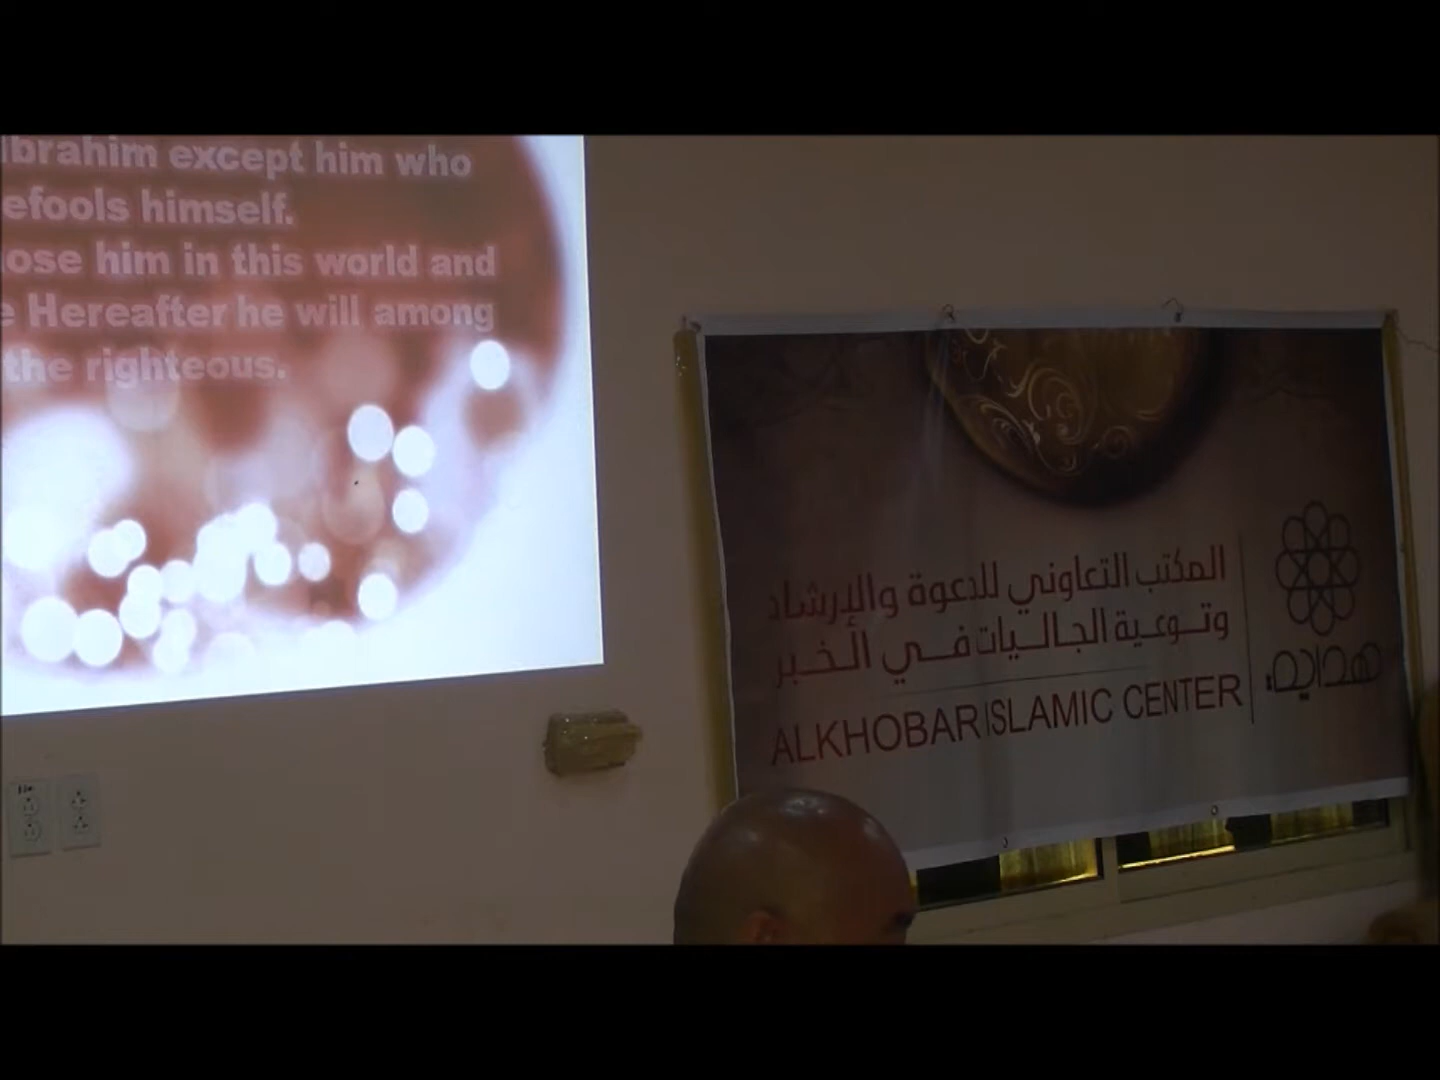 Ibrahim except him who
efools himself.
ose him in this world and
e Hereafter he will among
the righteous.
المكتب التعاوني للدعوة والإرشاد
وتوعية الجاليات في الخبر
ALKHOBAR ISLAMIC CENTER
هداية